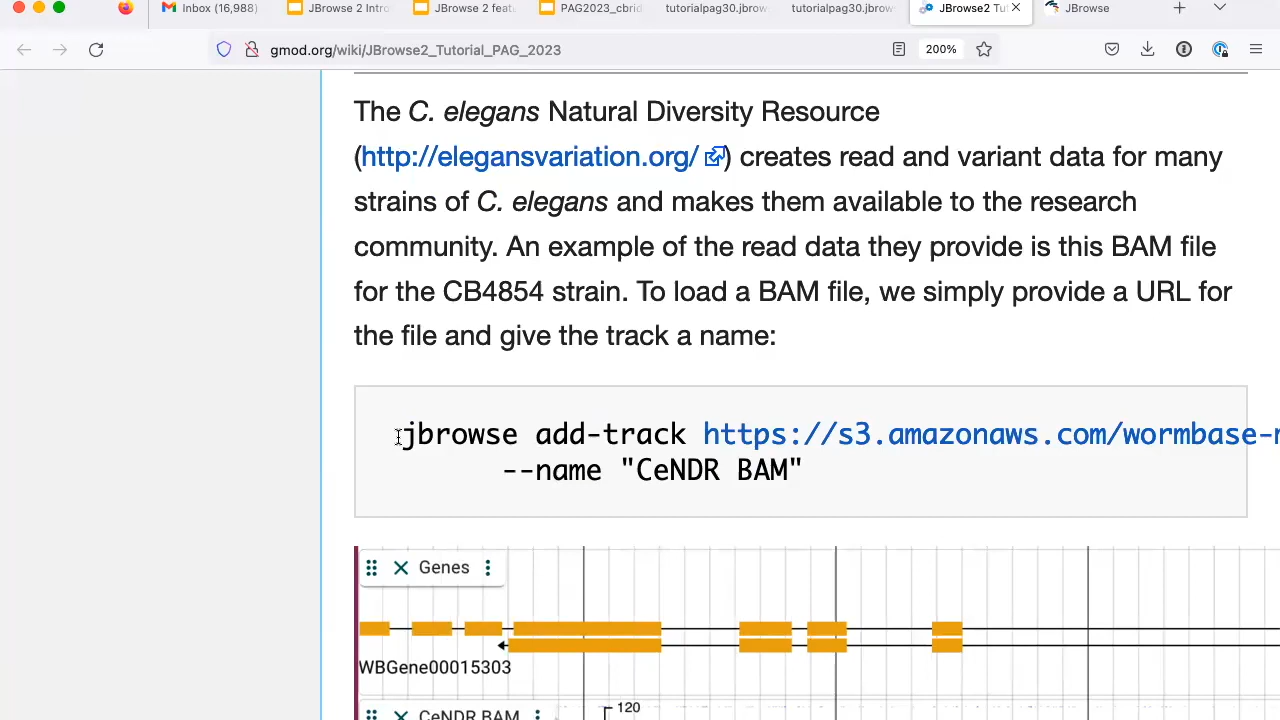 Inbox (16,988)
JBrowse 2 Intro
JBrowse 2 feat
PAG2023_cbrid
tutorialpag30.jbrow
tutorialpag30.jbrow
JBrowse2 Tu
JBrowse
gmod.org/wiki/JBrowse2_Tutorial_PAG_2023
200%
The C. elegans Natural Diversity Resource
(http://elegansvariation.org/) creates read and variant data for many
strains of C. elegans and makes them available to the research
community. An example of the read data they provide is this BAM file
for the CB4854 strain. To load a BAM file, we simply provide a URL for
the file and give the track a name:
jbrowse add-track https://s3.amazonaws.com/wormbase-
--name "CeNDR BAM"
Genes
WBGene00015303
CeNDR BAM
120